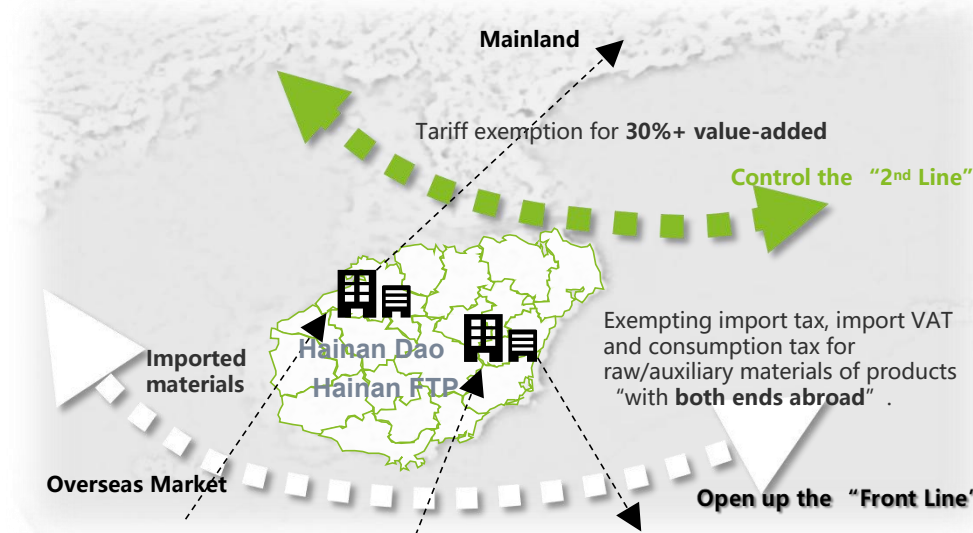 Mainland
Tariff exemption for 30%+ value-added
Control the “2nd Line”
Exempting import tax, import VAT
and consumption tax for
raw/auxiliary materials of products
“with both ends abroad” .
Hainan Dao
Hainan FTP
Imported
materials
Overseas Market
Open up the “Front Line”